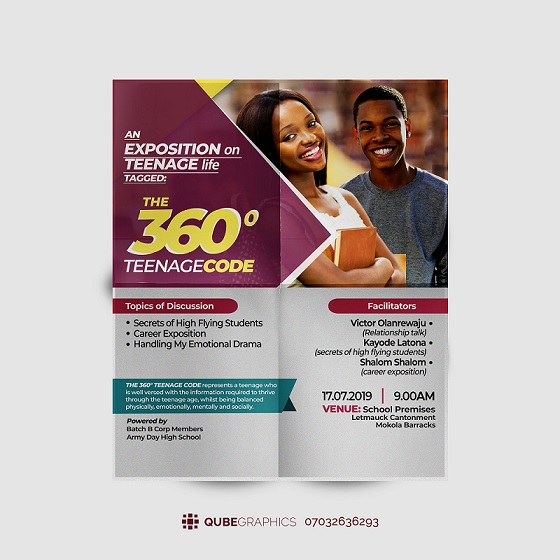 AN
EXPOSITION on
TEENAGE life
TAGGED:
THE
360°
TEENAGECODE
Topics of Discussion
• Secrets of High Flying Students
• Career Exposition
• Handling My Emotional Drama
THE 360° TEENAGE CODE represents a teenage who
is well versed with the information required to thrive
through the teenage age, whilst being balanced
physically, emotionally, mentally and socially.
Powered by
Batch B Corp Members
Army Day High School
Facilitators
Victor Olanrewaju •
(Relationship talk)
Kayode Latona •
(secrets of high flying students)
Shalom Shalom •
(career exposition)
17.07.2019 | 9.00AM
VENUE: School Premises
Letmauck Cantonment
Mokola Barracks
QUBEGRAPHICS 07032636293